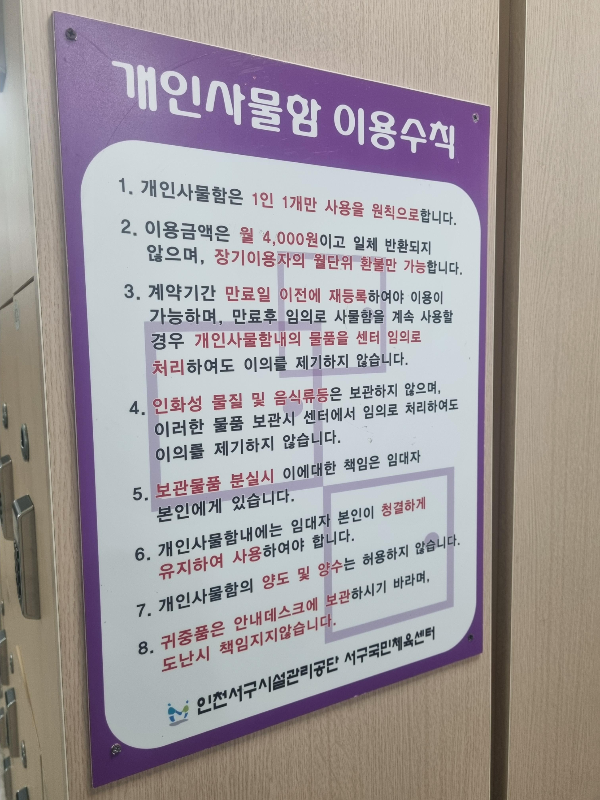 개인사물함 이용수칙
1. 개인사물함은 1인 1개만 사용을 원칙으로합니다.
2. 이용금액은 월 4,000원이고 일체 반환되지
않으며, 장기이용자의 월단위 환불만 가능합니다.
3. 계약기간 만료일 이전에 재등록하여야 이용이
가능하며, 만료후 임의로 사물함을 계속 사용할
경우 개인사물함내의 물품을 센터 임의로
처리하여도 이의를 제기하지 않습니다.
4. 인화성 물질 및 음식류등은 보관하지 않으며,
이러한 물품 보관시 센터에서 임의로 처리하여도
이의를 제기하지 않습니다.
5. 보관물품 분실시 이에대한 책임은 임대자
본인에게 있습니다.
6. 개인사물함내에는 임대자 본인이 청결하게
유지하여 사용하여야 합니다.
7. 개인사물함의 양도 및 양수는 허용하지 않습니다.
8. 귀중품은 안내데스크에 보관하시기 바라며,
도난시 책임지지않습니다.
인천서구시설관리공단 서구국민체육센터